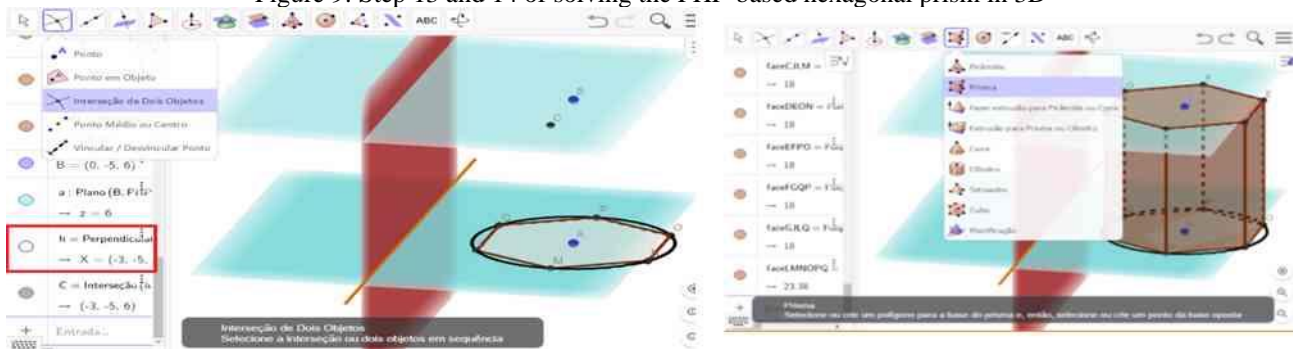 Figure 9. Step 13 and 14 of solving the PHP based hexagonal prism in 3D
ABC
Ponto
Ponto em Objeto
Interseção de Dois Objetos
Ponto Médio ou Centro
Vincular / Desvincular Ponto
B = (0, -5, 6)
a : Plano(B,
→ z = 6
h = Perpendicular
→ X = (-3, -5,
C = Interseção(
→ (-3, -5, 6)
Entrada...
Interseção de Dois Objetos
Selecione a interseção ou dois objetos em sequência
ABC
faceCJLM =
→ 18
→ 18
→ 18
→ 18
→ 18
faceLMNOPQ
→ 23.38
Pirâmide
Prisma
Fazer extrusão para Pirâmide ou Cone
Extrusão para Prisma ou Cilindro
Cone
Cilindro
Tetraedro
Cubo
Planificação
Prisma
Selecione ou crie um polígono para a base do prisma e, então, selecione ou crie um ponto da base oposta